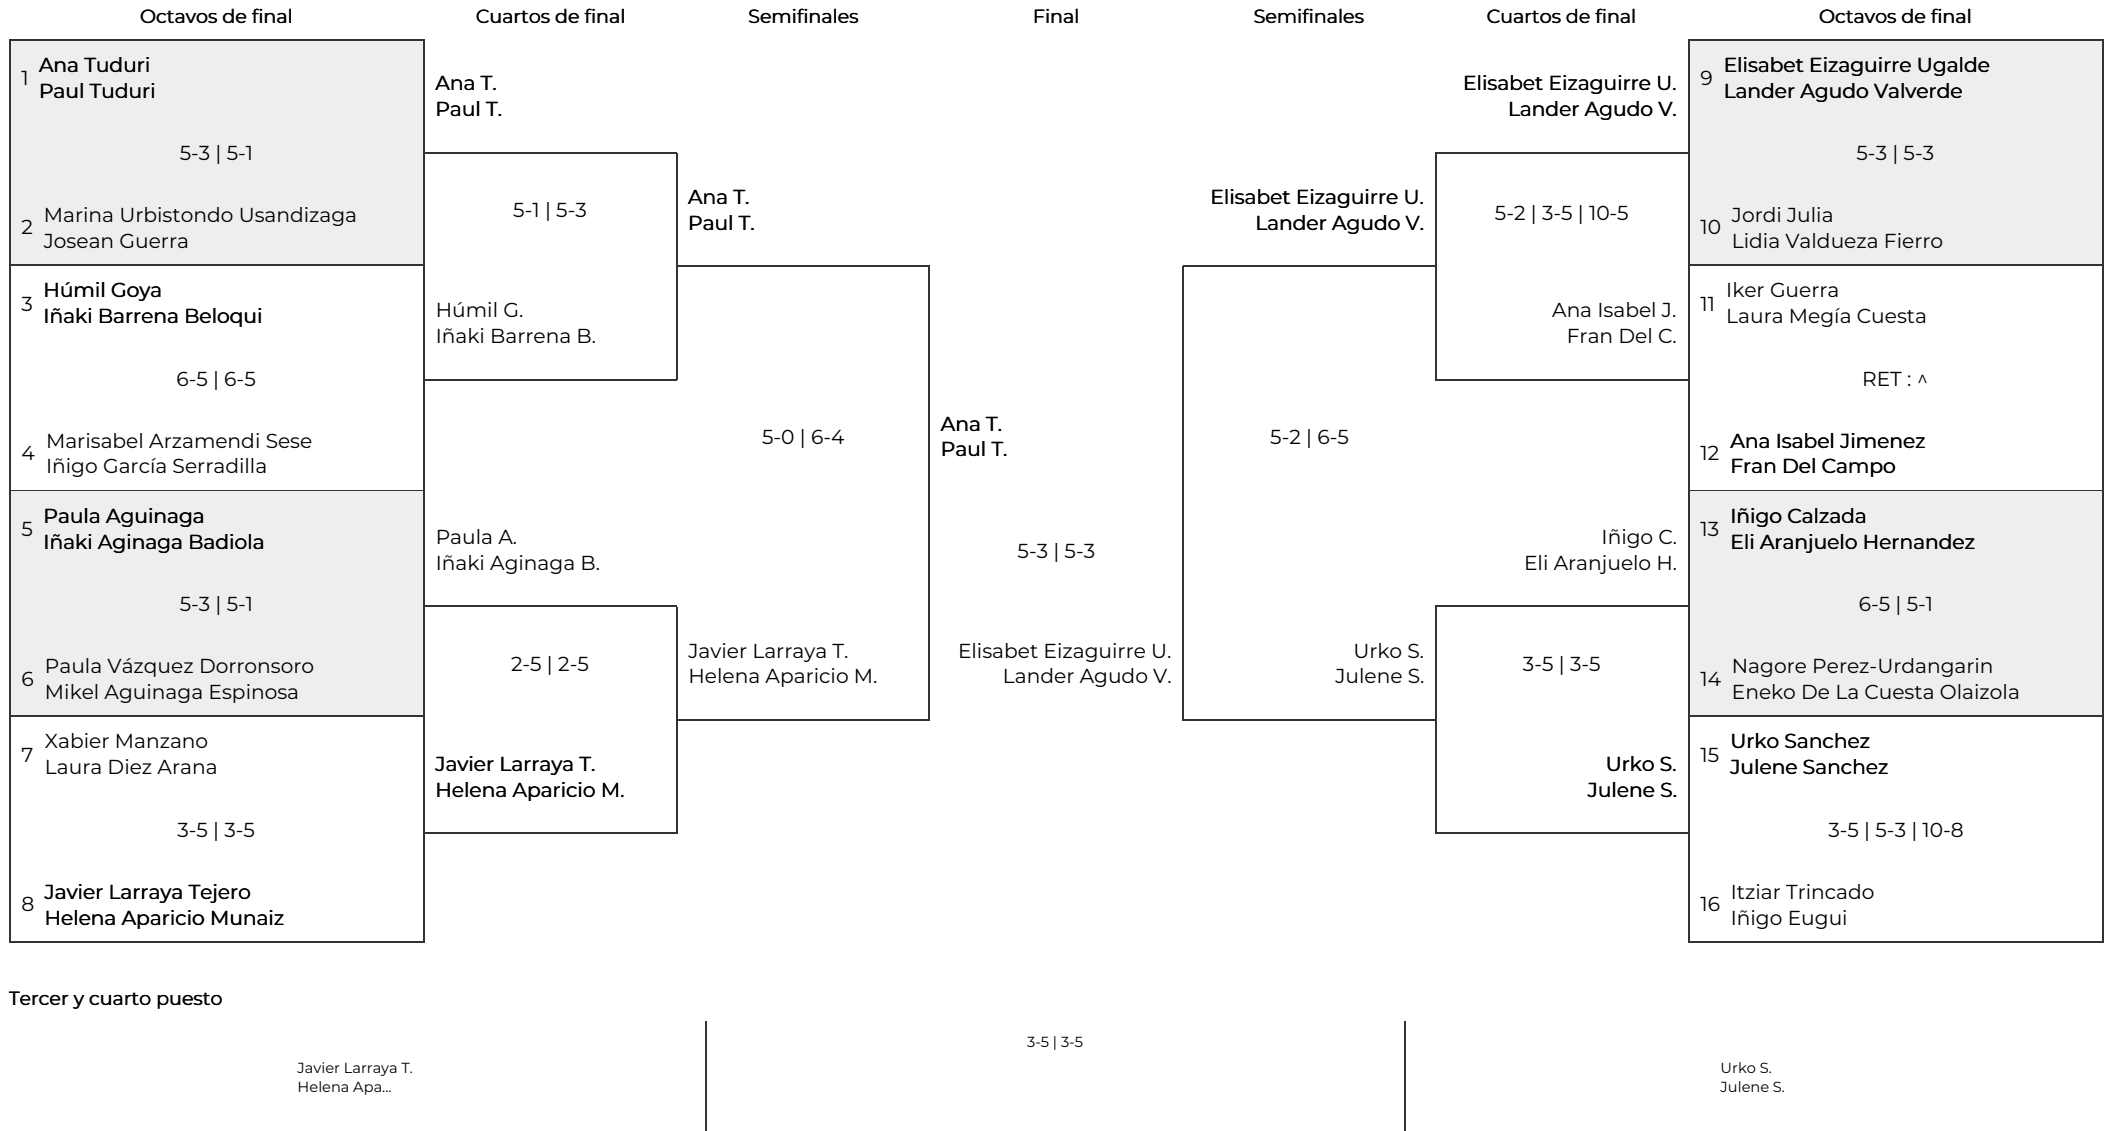 Octavos de final
Cuartos de final
Semifinales
Final
Semifinales
Cuartos de final
Octavos de final
1
Ana Tuduri
Paul Tuduri
5-3 | 5-1
2
Marina Urbistondo Usandizaga
Josean Guerra
3
Húmil Goya
Iñaki Barrena Beloqui
6-5 | 6-5
4
Marisabel Arzamendi Sese
Iñigo García Serradilla
5
Paula Aguinaga
Iñaki Aginaga Badiola
5-3 | 5-1
6
Paula Vázquez Dorronsoro
Mikel Aguinaga Espinosa
7
Xabier Manzano
Laura Diez Arana
3-5 | 3-5
8
Javier Larraya Tejero
Helena Aparicio Munaiz
Ana T.
Paul T.
5-1 | 5-3
Húmil G.
Iñaki Barrena B.
Paula A.
Iñaki Aginaga B.
2-5 | 2-5
Javier Larraya T.
Helena Aparicio M.
Ana T.
Paul T.
5-0 | 6-4
Javier Larraya T.
Helena Aparicio M.
Ana T.
Paul T.
5-3 | 5-3
Elisabet Eizaguirre U.
Lander Agudo V.
Elisabet Eizaguirre U.
Lander Agudo V.
5-2 | 6-5
Urko S.
Julene S.
Elisabet Eizaguirre U.
Lander Agudo V.
5-2 | 3-5 | 10-5
Ana Isabel J.
Fran Del C.
Iñigo C.
Eli Aranjuelo H.
3-5 | 3-5
Urko S.
Julene S.
9
Elisabet Eizaguirre Ugalde
Lander Agudo Valverde
5-3 | 5-3
10
Jordi Julia
Lidia Valdueza Fierro
11
Iker Guerra
Laura Megía Cuesta
RET : ^
12
Ana Isabel Jimenez
Fran Del Campo
13
Iñigo Calzada
Eli Aranjuelo Hernandez
6-5 | 5-1
14
Nagore Perez-Urdangarin
Eneko De La Cuesta Olaizola
15
Urko Sanchez
Julene Sanchez
3-5 | 5-3 | 10-8
16
Itziar Trincado
Iñigo Eugui
Tercer y cuarto puesto
Javier Larraya T.
Helena Apa...
3-5 | 3-5
Urko S.
Julene S.